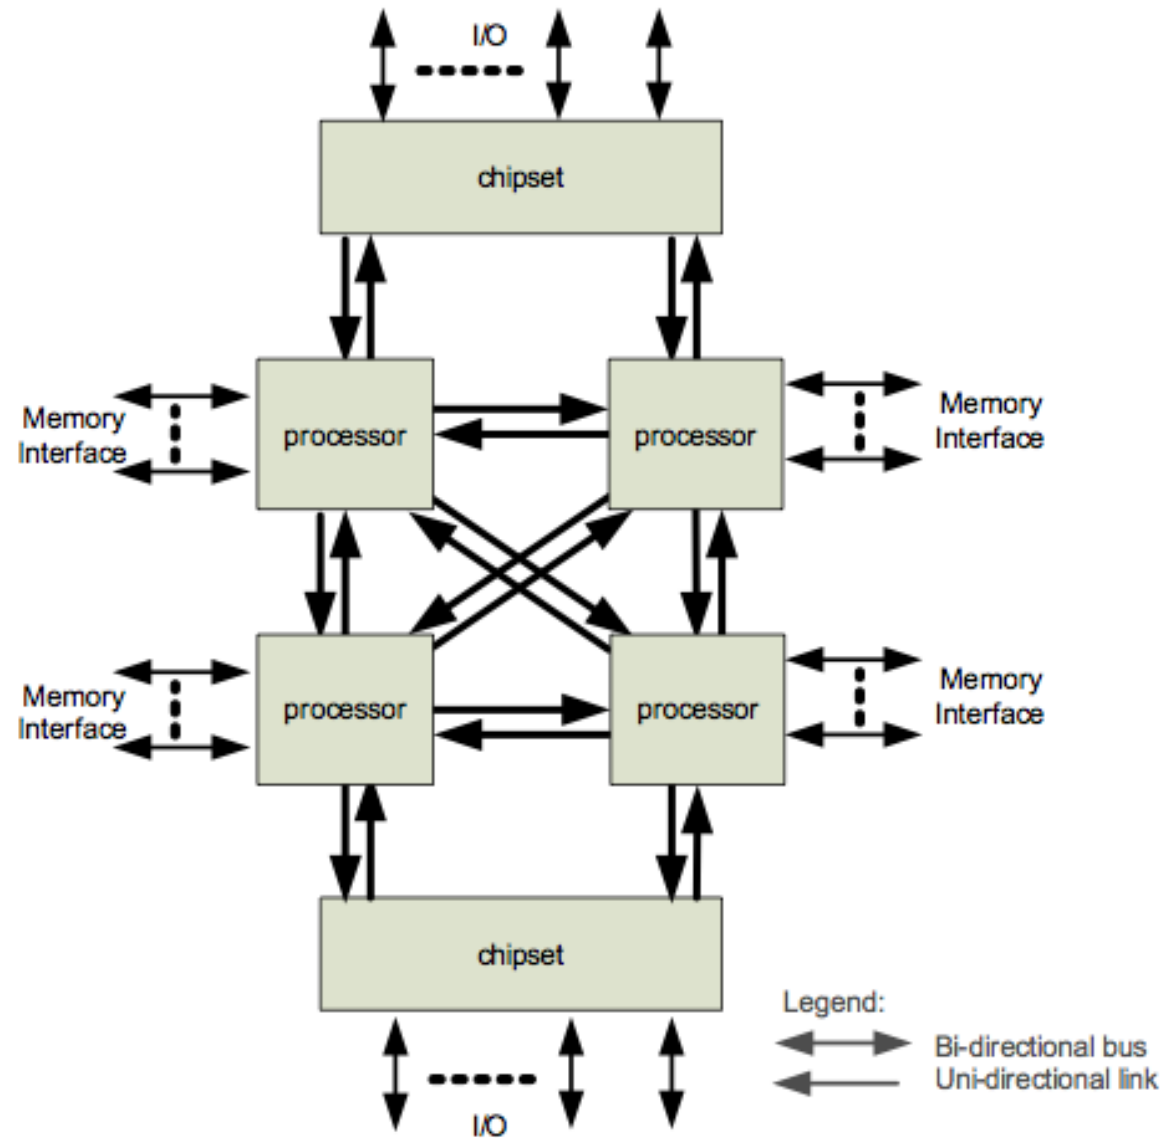 I/O
chipset
Memory
Interface
processor
processor
Memory
Interface
Memory
Interface
processor
processor
Memory
Interface
chipset
Legend:
Bi-directional bus
Uni-directional link
I/O